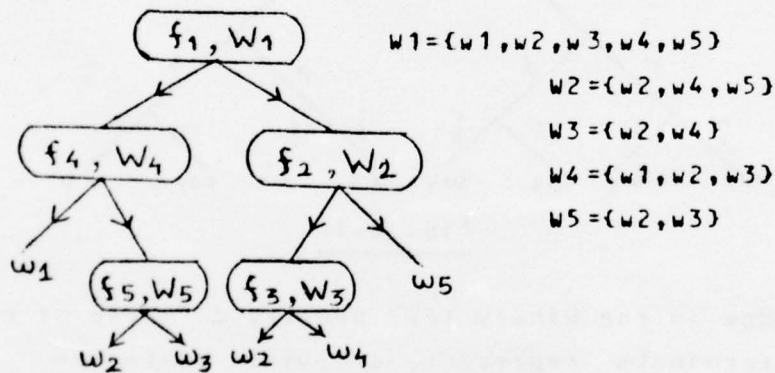 f1, W1
W1={w1,w2,w3,w4,w5}
W2={w2,w4,w5}
f4, W4
f2, W2
W3={w2,w4}
W4={w1,w2,w3}
W5={w2,w3}
w1
f5, W5
f3, W3
w5
w2
w3
w2
w4